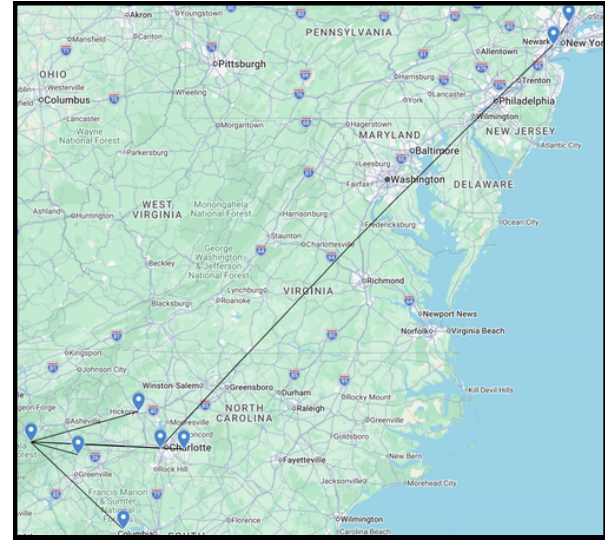 Akron
Youngstown
Mansfield
Canton
PENNSYLVANIA
Allentown
Newark
New York
Pittsburgh
OHIO
Westerville
Columbus
Wheeling
Harrisburg
Trenton
Lancaster
York
Philadelphia
Lancaster
Wayne
National Forest
Morgantown
Hagerstown
Wilmington
MARYLAND
NEW JERSEY
Parkersburg
Baltimore
Atlantic City
Leesburg
Fairfax
Washington
DELAWARE
WEST
VIRGINIA
Monongahela
National Forest
Ashland
Huntington
Harrisonburg
Fredericksburg
Ocean City
Staunton
Charlottesville
George
Washington
& Jefferson
National Forest
Beckley
Lynchburg
VIRGINIA
Richmond
Blacksburg
Roanoke
Newport News
Norfolk
Virginia Beach
Kingsport
Johnson City
Winston-Salem
Greensboro
Durham
Kill Devil Hills
geon Forge
Hickory
Rocky Mount
Asheville
Mooresville
NORTH
CAROLINA
Raleigh
Greenville
Concord
Charlotte
Goldsboro
Forest
Rock Hill
Greenville
New Bern
Fayetteville
Francis Marion
& Sumter
National
Jacksonville
Morehead City
Florence
Wilmington
Columbia
SOUTH
Carolina Beach